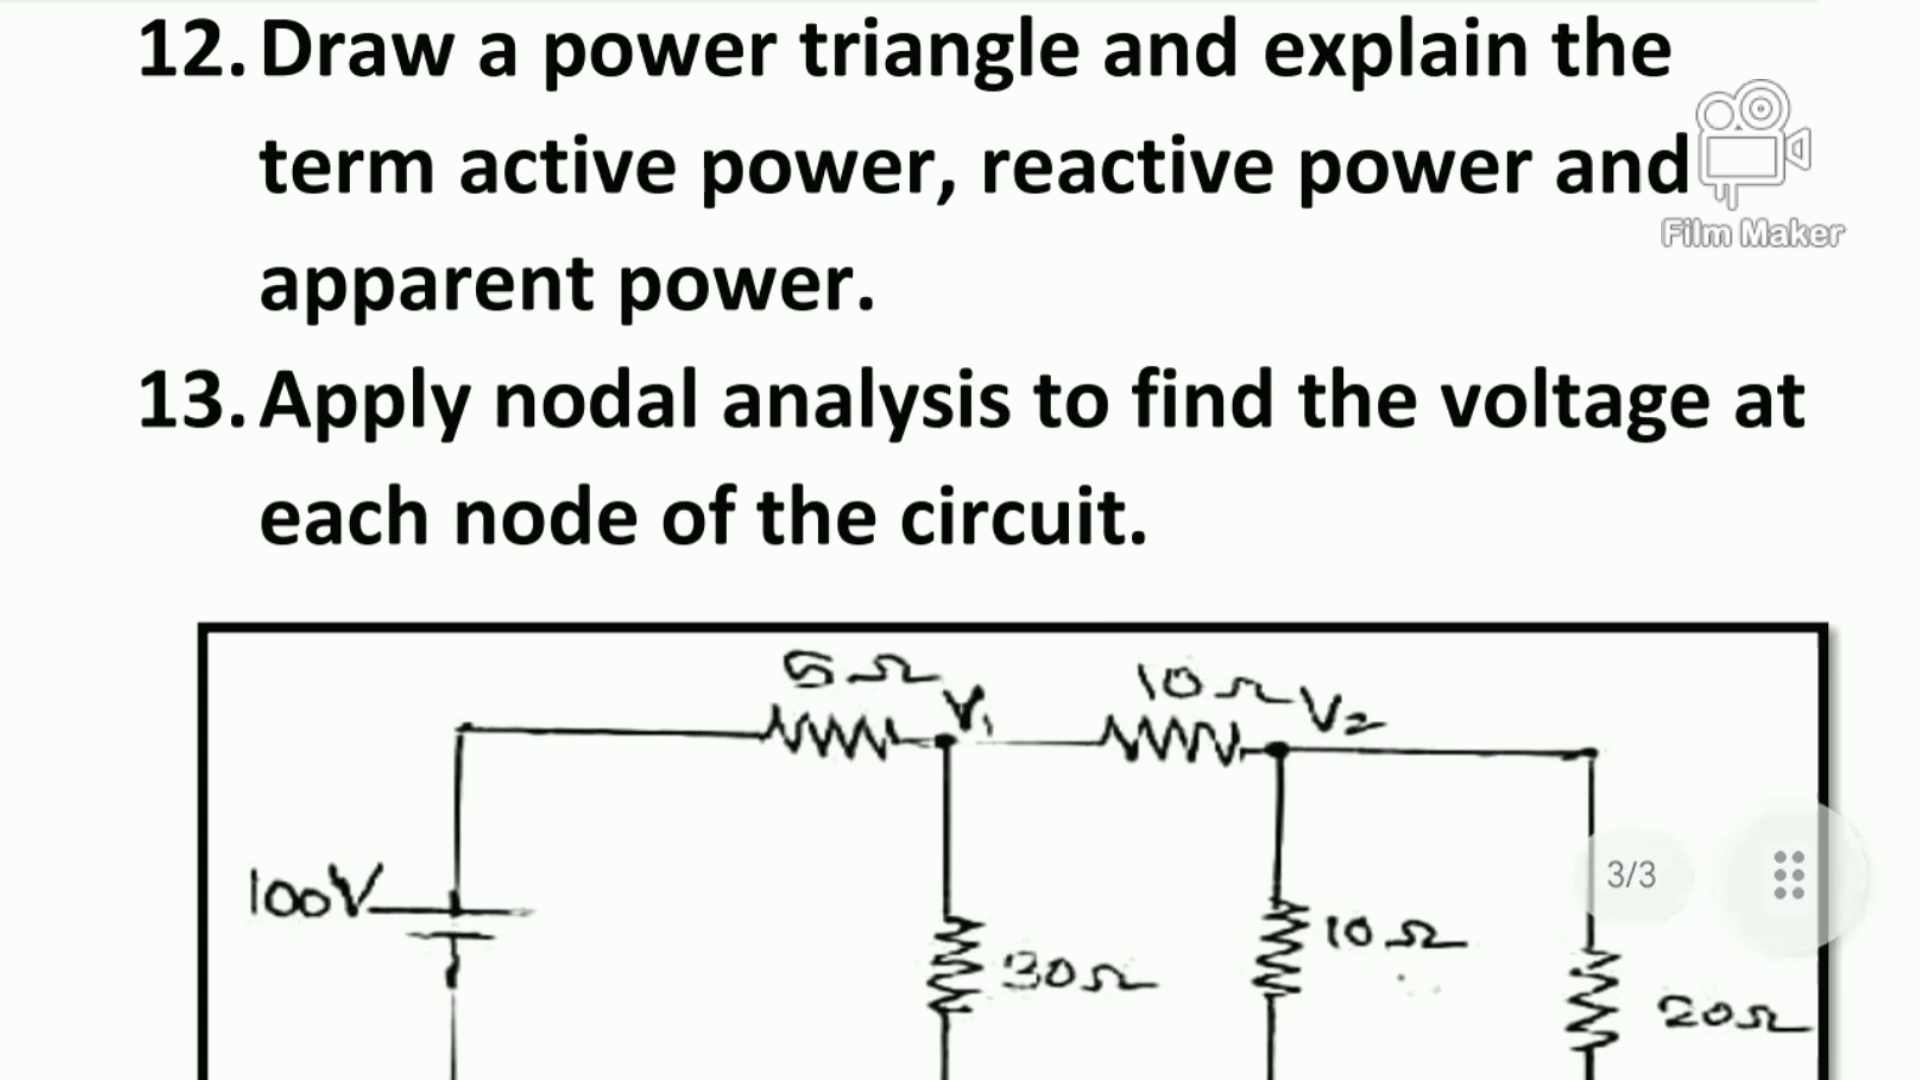 12. Draw a power triangle and explain the
term active power, reactive power and
Film Maker
apparent power.
13. Apply nodal analysis to find the voltage at
each node of the circuit.
5Ω V1 10Ω V2
100V
3/3
30Ω
10Ω
20Ω